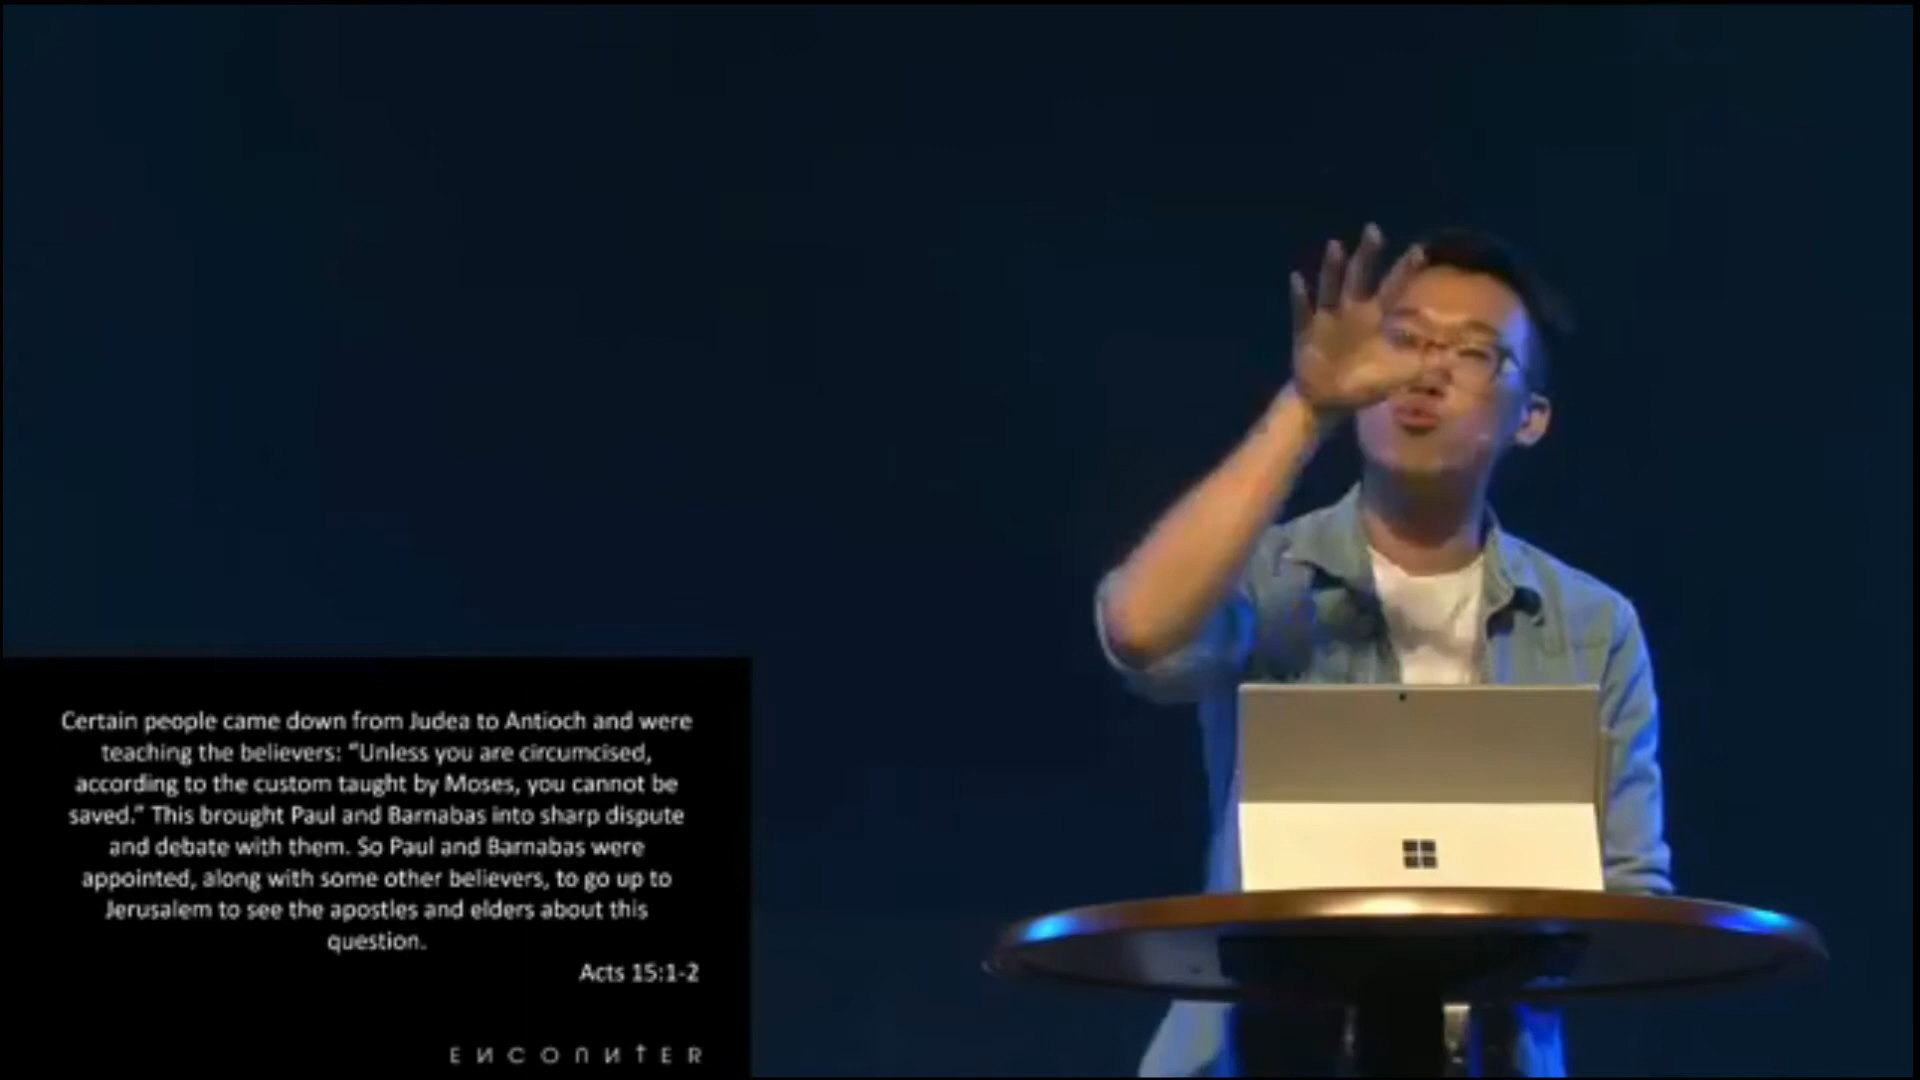 Certain people came down from Judea to Antioch and were
teaching the believers: “Unless you are circumcised,
according to the custom taught by Moses, you cannot be
saved.” This brought Paul and Barnabas into sharp dispute
and debate with them. So Paul and Barnabas were
appointed, along with some other believers, to go up to
Jerusalem to see the apostles and elders about this
question.
Acts 15:1-2
ENCOUNTER